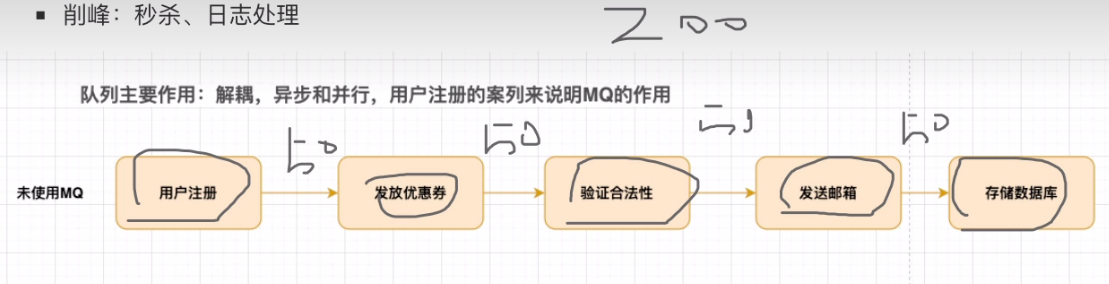 ▪ 削峰：秒杀、日志处理
200
队列主要作用：解耦，异步和并行，用户注册的案列来说明MQ的作用
50 50 50 50
未使用MQ 用户注册 发放优惠券 验证合法性 发送邮箱 存储数据库